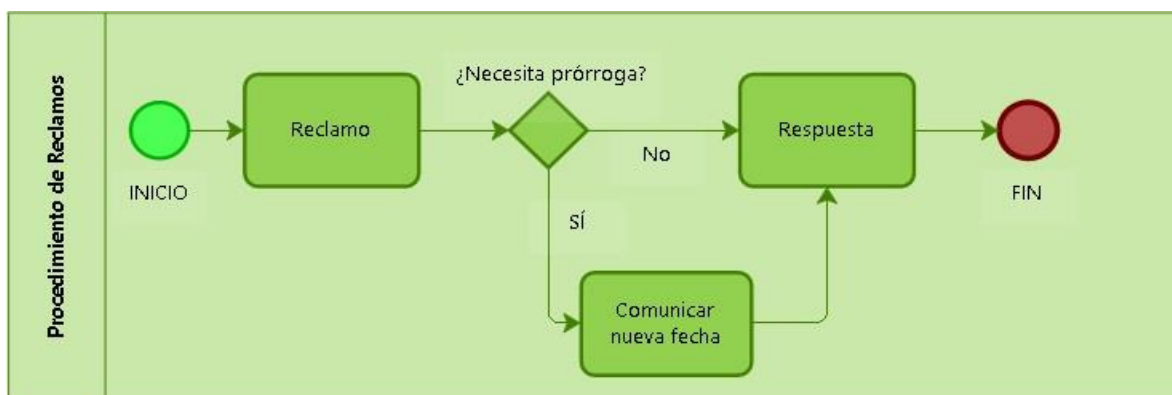 Procedimiento de Reclamos
¿Necesita prórroga?
Reclamo
Respuesta
No
INICIO
FIN
SÍ
Comunicar
nueva fecha